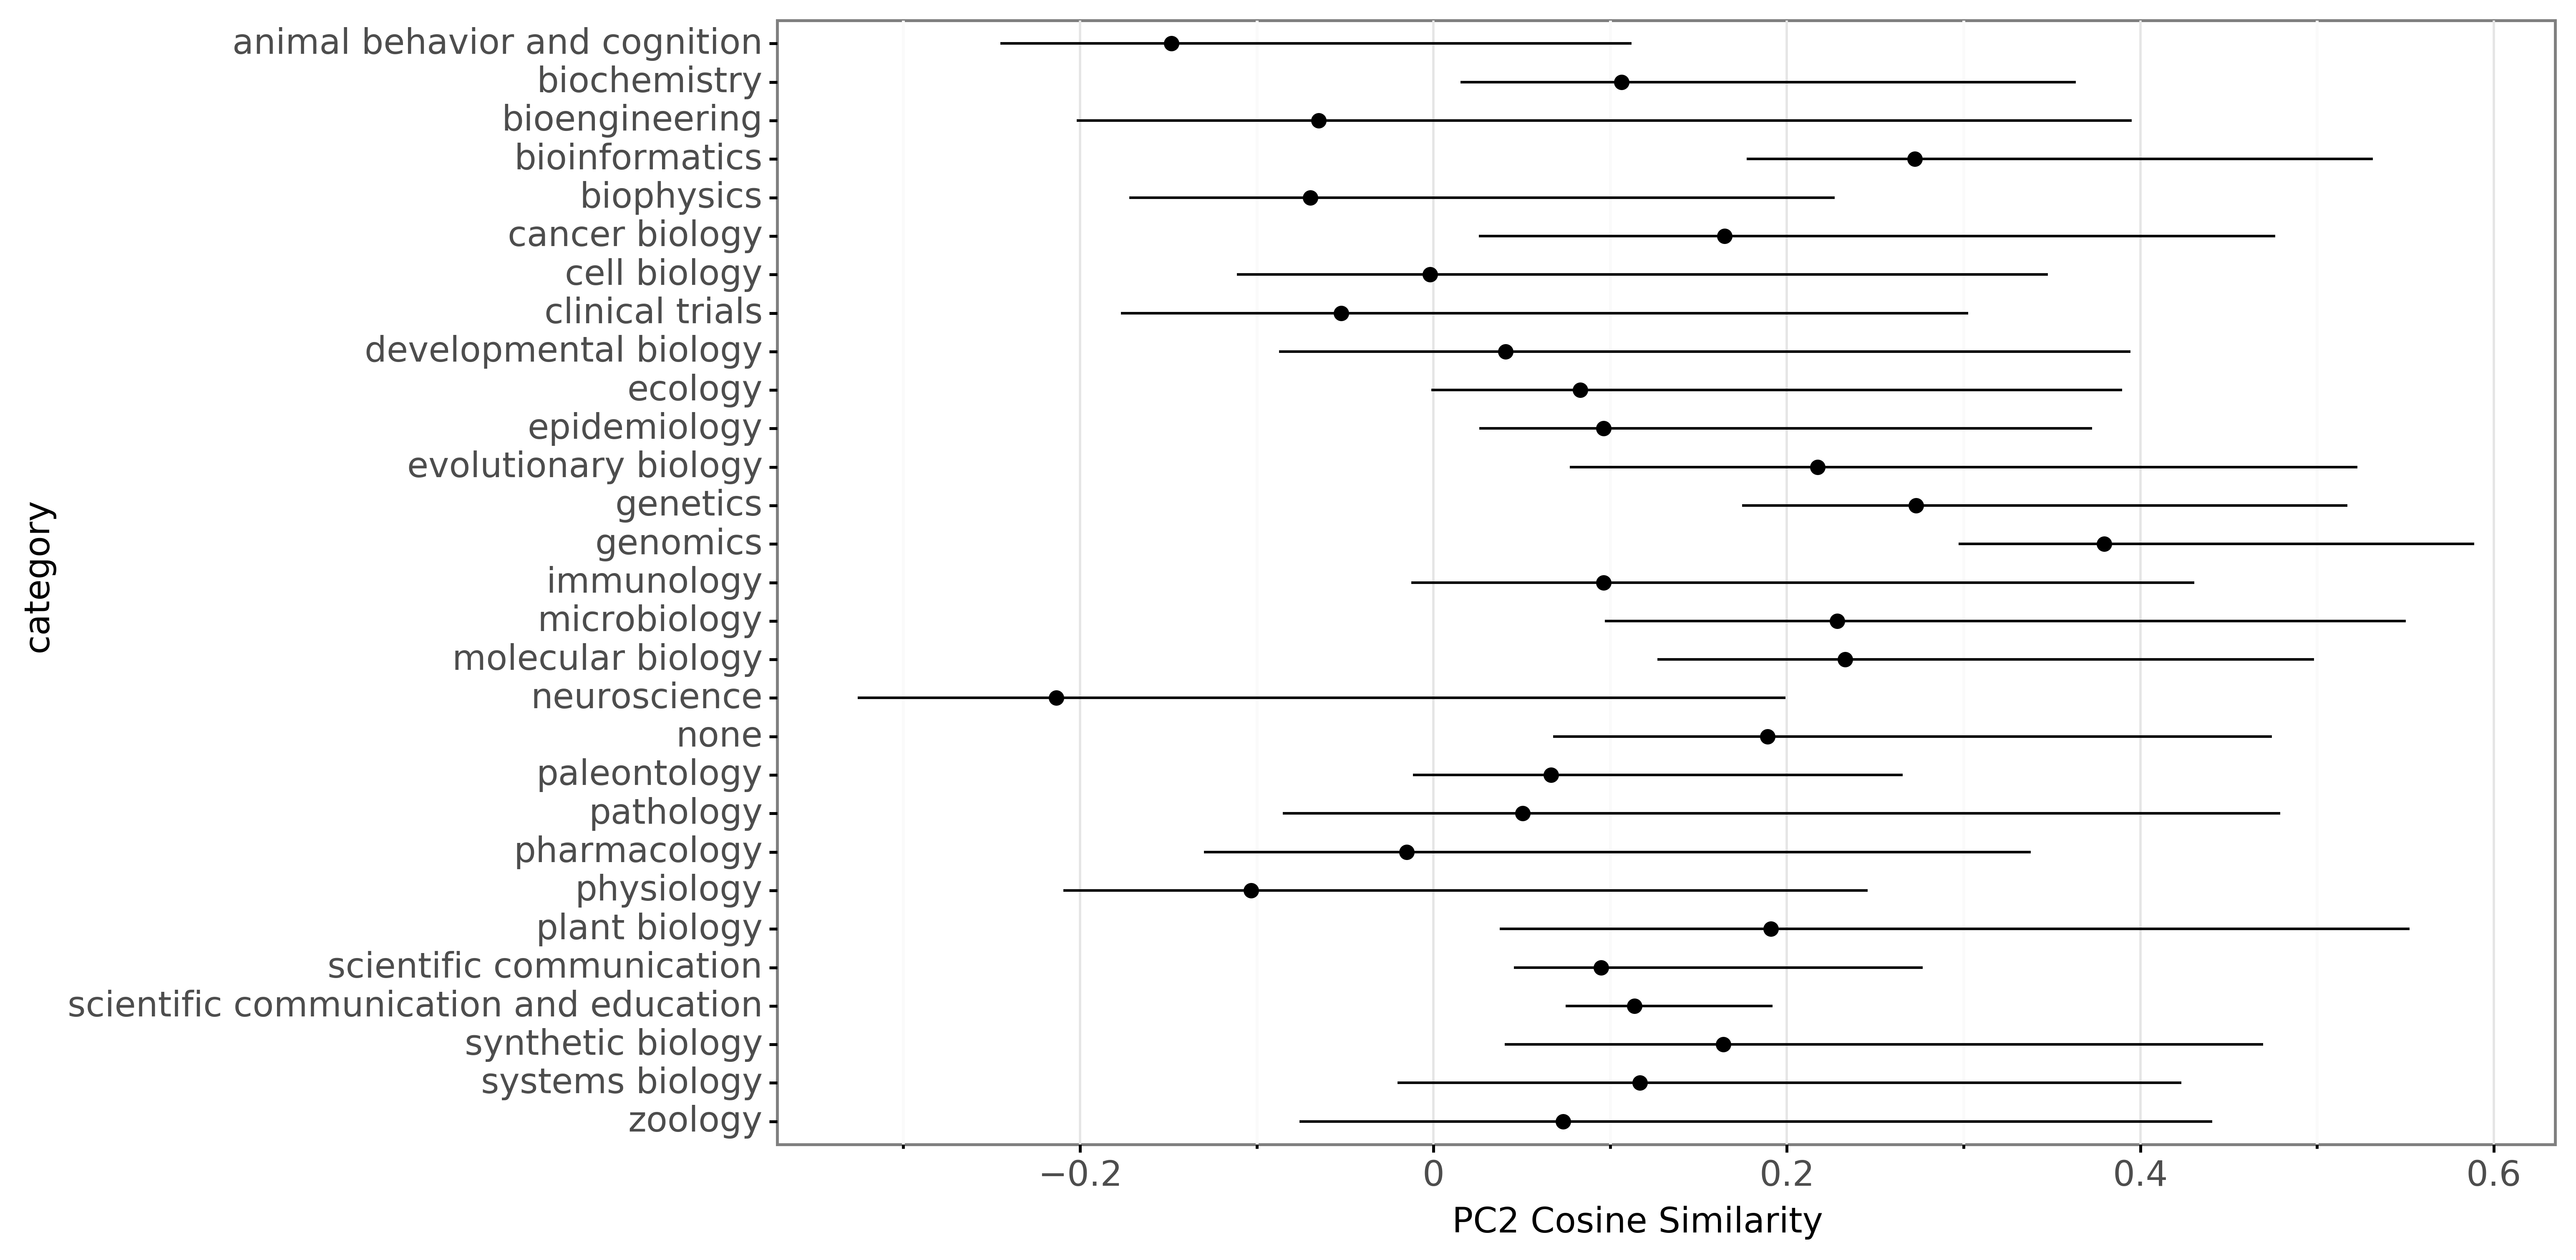 animal behavior and cognition
biochemistry
bioengineering
bioinformatics
biophysics
cancer biology
cell biology
clinical trials
developmental biology
ecology
epidemiology
evolutionary biology
genetics
genomics
immunology
microbiology
molecular biology
neuroscience
none
paleontology
pathology
pharmacology
physiology
plant biology
scientific communication
scientific communication and education
synthetic biology
systems biology
zoology
category
−0.2 0 0.2 0.4 0.6
PC2 Cosine Similarity